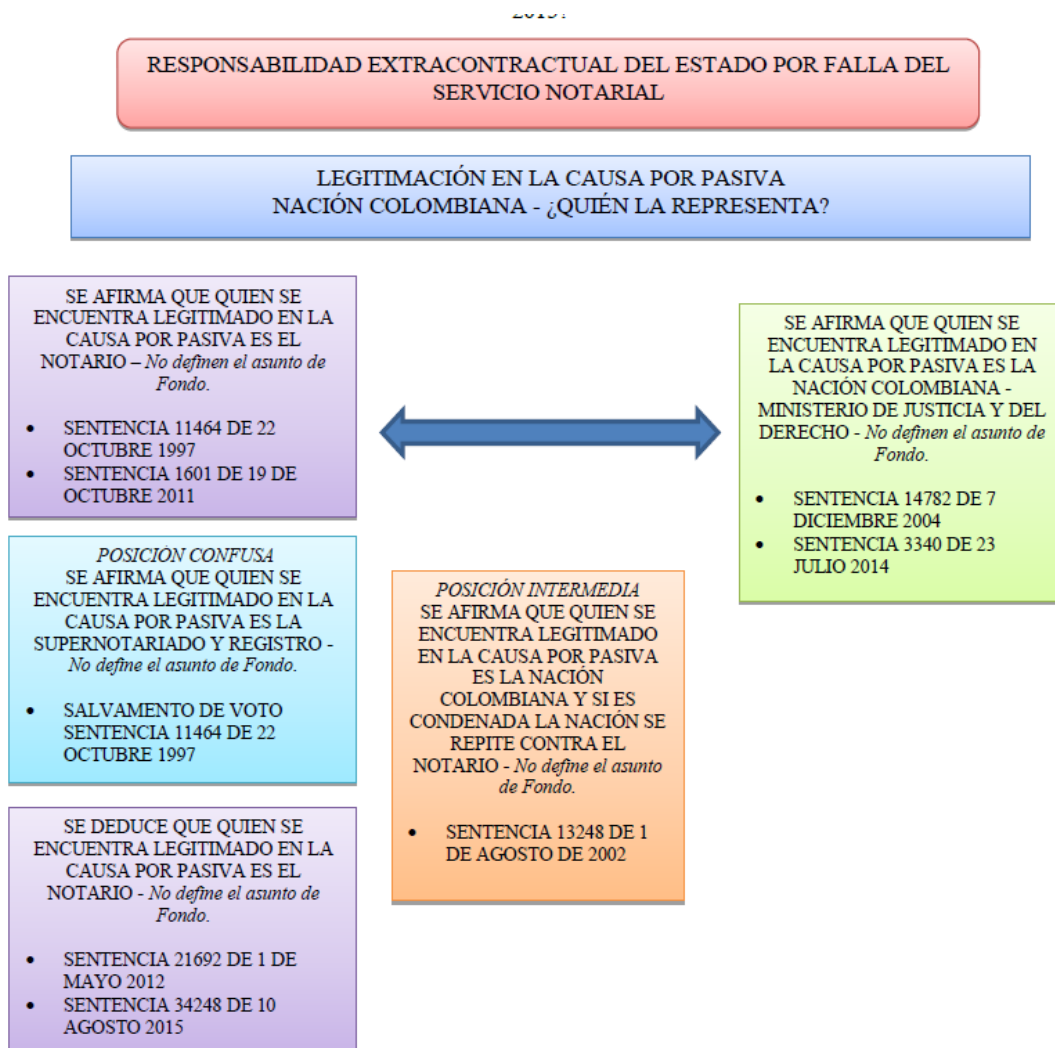 RESPONSABILIDAD EXTRACONTRACTUAL DEL ESTADO POR FALLA DEL
SERVICIO NOTARIAL
LEGITIMACIÓN EN LA CAUSA POR PASIVA
NACIÓN COLOMBIANA - ¿QUIÉN LA REPRESENTA?
SE AFIRMA QUE QUIEN SE
ENCUENTRA LEGITIMADO EN LA
CAUSA POR PASIVA ES EL
NOTARIO – No definen el asunto de
Fondo.
• SENTENCIA 11464 DE 22
OCTUBRE 1997
• SENTENCIA 1601 DE 19 DE
OCTUBRE 2011
SE AFIRMA QUE QUIEN SE
ENCUENTRA LEGITIMADO EN
LA CAUSA POR PASIVA ES LA
NACIÓN COLOMBIANA -
MINISTERIO DE JUSTICIA Y DEL
DERECHO - No definen el asunto de
Fondo.
• SENTENCIA 14782 DE 7
DICIEMBRE 2004
• SENTENCIA 3340 DE 23
JULIO 2014
POSICIÓN CONFUSA
SE AFIRMA QUE QUIEN SE
ENCUENTRA LEGITIMADO EN LA
CAUSA POR PASIVA ES LA
SUPERNOTARIADO Y REGISTRO -
No define el asunto de Fondo.
• SALVAMENTO DE VOTO
SENTENCIA 11464 DE 22
OCTUBRE 1997
POSICIÓN INTERMEDIA
SE AFIRMA QUE QUIEN SE
ENCUENTRA LEGITIMADO
EN LA CAUSA POR PASIVA
ES LA NACIÓN
COLOMBIANA Y SI ES
CONDENADA LA NACIÓN SE
REPITE CONTRA EL
NOTARIO - No define el asunto
de Fondo.
• SENTENCIA 13248 DE 1
DE AGOSTO DE 2002
SE DEDUCE QUE QUIEN SE
ENCUENTRA LEGITIMADO EN LA
CAUSA POR PASIVA ES EL
NOTARIO - No define el asunto de
Fondo.
• SENTENCIA 21692 DE 1 DE
MAYO 2012
• SENTENCIA 34248 DE 10
AGOSTO 2015